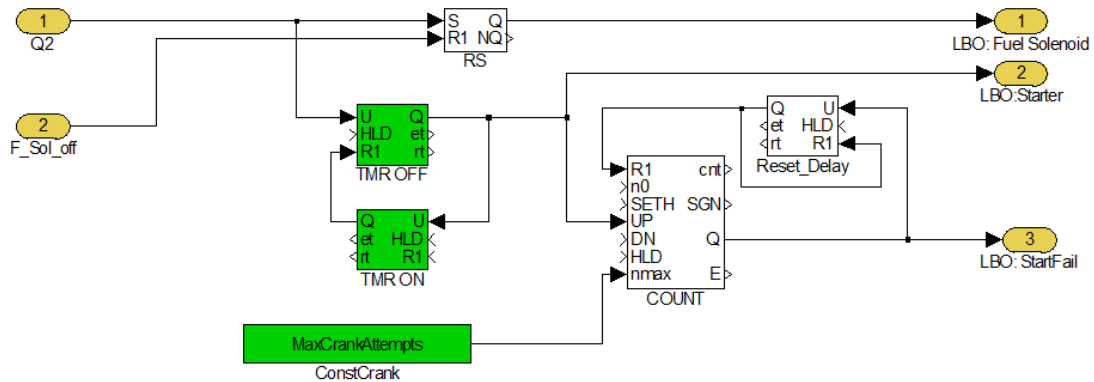 1
Q2
S
Q
R1
NQ
RS
1
LBO: Fuel Solenoid
2
LBO:Starter
2
F_Sol_off
U
Q
HLD
et
R1
rt
TMR OFF
Q
U
et
HLD
rt
R1
TMR ON
Q
U
et
HLD
rt
R1
Reset_Delay
R1
cnt
n0
SETH
SGN
UP
DN
Q
HLD
nmax
E
COUNT
3
LBO: StartFail
MaxCrankAttempts
ConstCrank